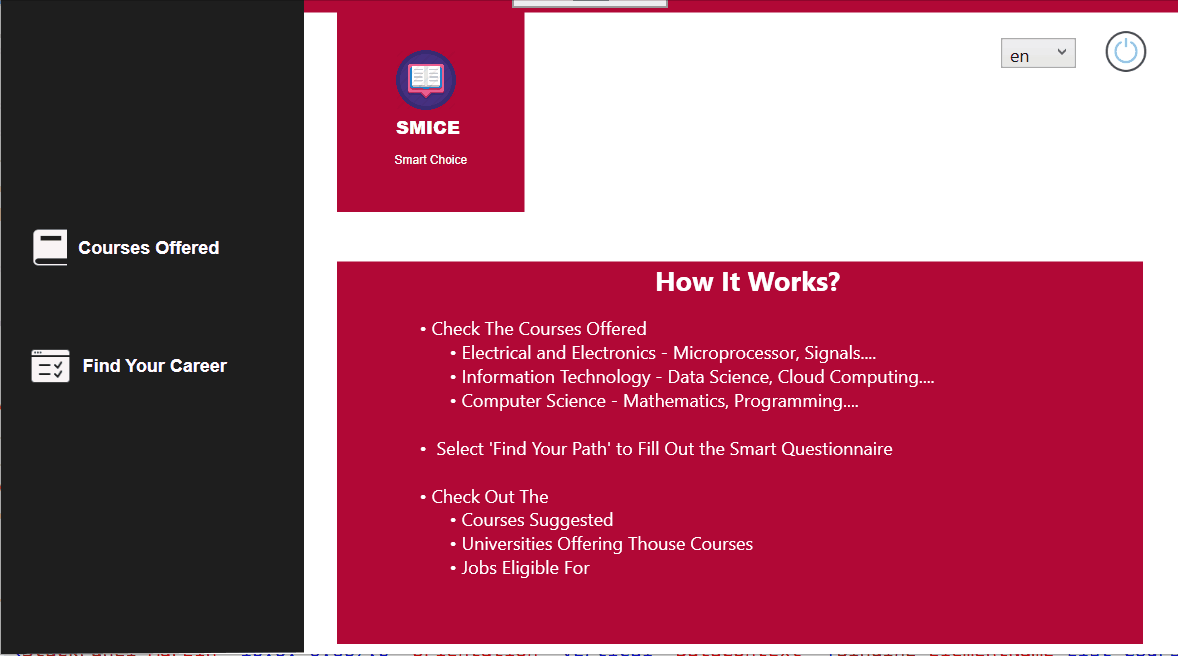 en
SMICE
Smart Choice
Courses Offered
Find Your Career
How It Works?
• Check The Courses Offered
• Electrical and Electronics - Microprocessor, Signals....
• Information Technology - Data Science, Cloud Computing....
• Computer Science - Mathematics, Programming....
• Select 'Find Your Path' to Fill Out the Smart Questionnaire
• Check Out The
• Courses Suggested
• Universities Offering Thouse Courses
• Jobs Eligible For